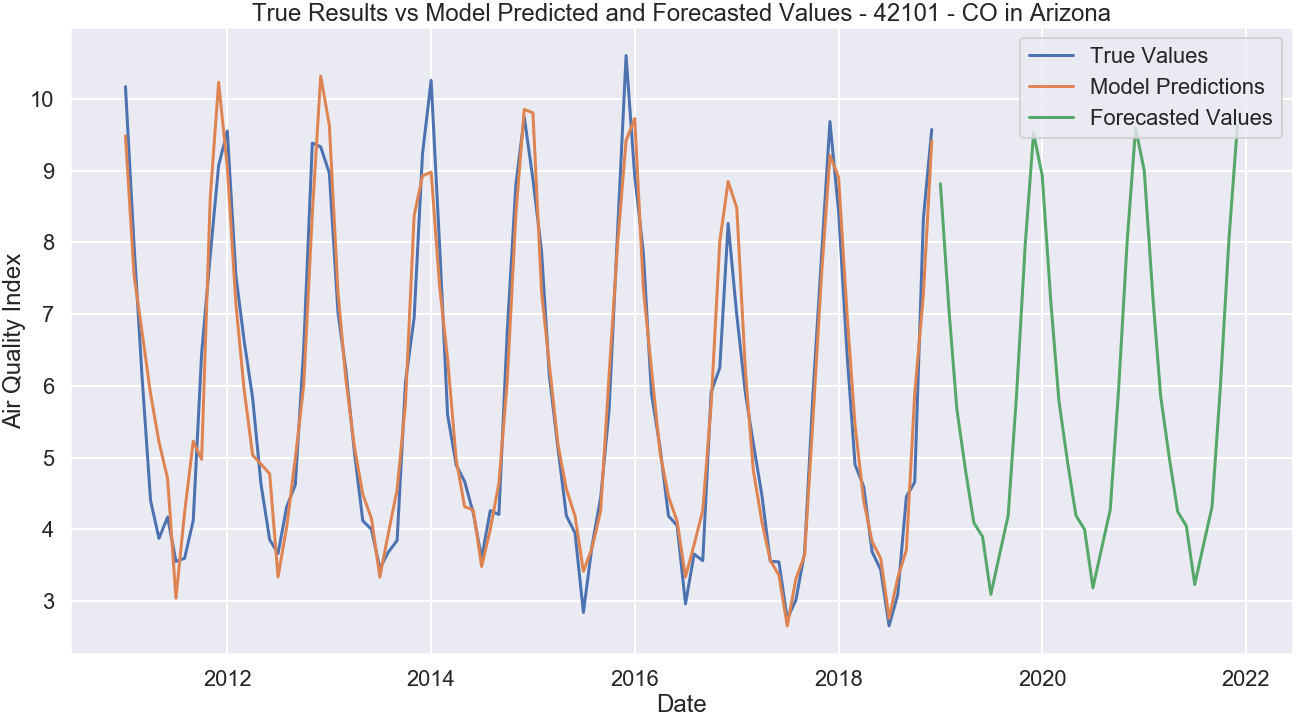 True Results vs Model Predicted and Forecasted Values - 42101 - CO in Arizona
True Values
Model Predictions
Forecasted Values
Air Quality Index
10
9
8
7
6
5
4
3
2012 2014 2016 2018 2020 2022
Date